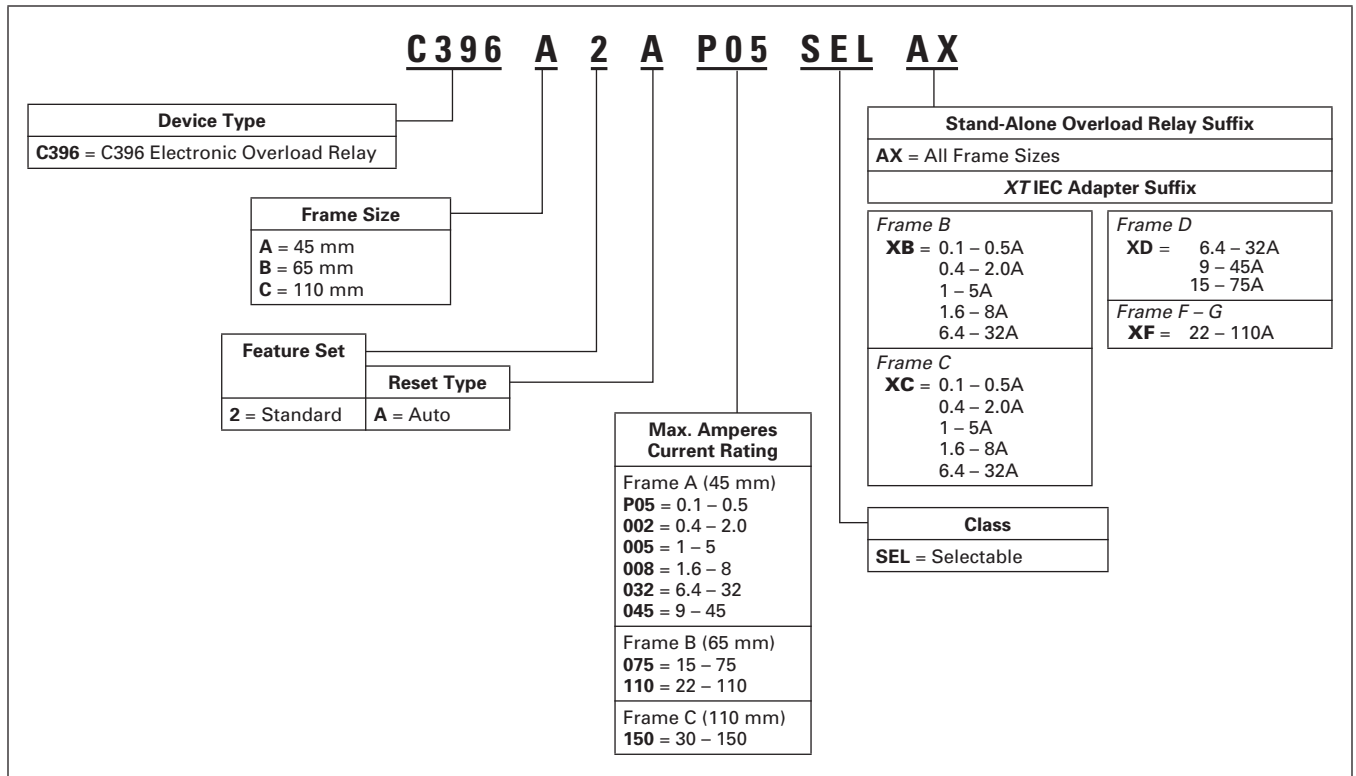 C396 A 2 A P05 SEL AX
Device Type
C396 = C396 Electronic Overload Relay
Frame Size
A = 45 mm
B = 65 mm
C = 110 mm
Feature Set
2 = Standard
Reset Type
A = Auto
Max. Amperes
Current Rating
Frame A (45 mm)
P05 = 0.1 – 0.5
002 = 0.4 – 2.0
005 = 1 – 5
008 = 1.6 – 8
032 = 6.4 – 32
045 = 9 – 45
Frame B (65 mm)
075 = 15 – 75
110 = 22 – 110
Frame C (110 mm)
150 = 30 – 150
Stand-Alone Overload Relay Suffix
AX = All Frame Sizes
XT IEC Adapter Suffix
Frame B
XB = 0.1 – 0.5A
0.4 – 2.0A
1 – 5A
1.6 – 8A
6.4 – 32A
Frame C
XC = 0.1 – 0.5A
0.4 – 2.0A
1 – 5A
1.6 – 8A
6.4 – 32A
Frame D
XD = 6.4 – 32A
9 – 45A
15 – 75A
Frame F – G
XF = 22 – 110A
Class
SEL = Selectable